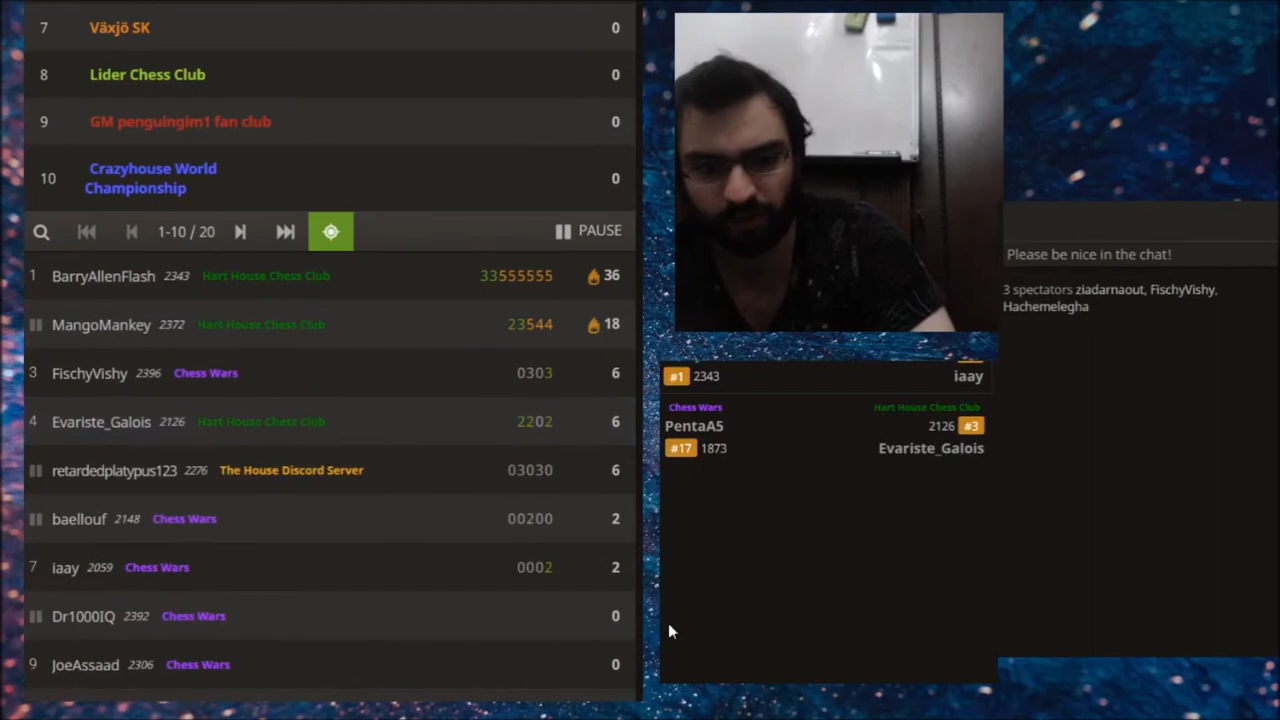 7 Växjö SK 0
8 Lider Chess Club 0
9 GM penguingim1 fan club 0
10 Crazyhouse World Championship 0
1-10 / 20 PAUSE
1 BarryAllenFlash 2343 Hart House Chess Club 33555555 36
MangoMankey 2372 Hart House Chess Club 23544 18
3 FischyVishy 2396 Chess Wars 0303 6
4 Evariste_Galois 2126 Hart House Chess Club 2202 6
retardedplatypus123 2276 The House Discord Server 03030 6
baellouf 2148 Chess Wars 00200 2
7 iaay 2059 Chess Wars 0002 2
Dr1000IQ 2392 Chess Wars 0
9 JoeAssaad 2306 Chess Wars 0
#1 2343 iaay
Chess Wars Hart House Chess Club
PentaA5 2126 #3
#17 1873 Evariste_Galois
Please be nice in the chat!
3 spectators ziadarnaout, FischyVishy,
Hachemelegha